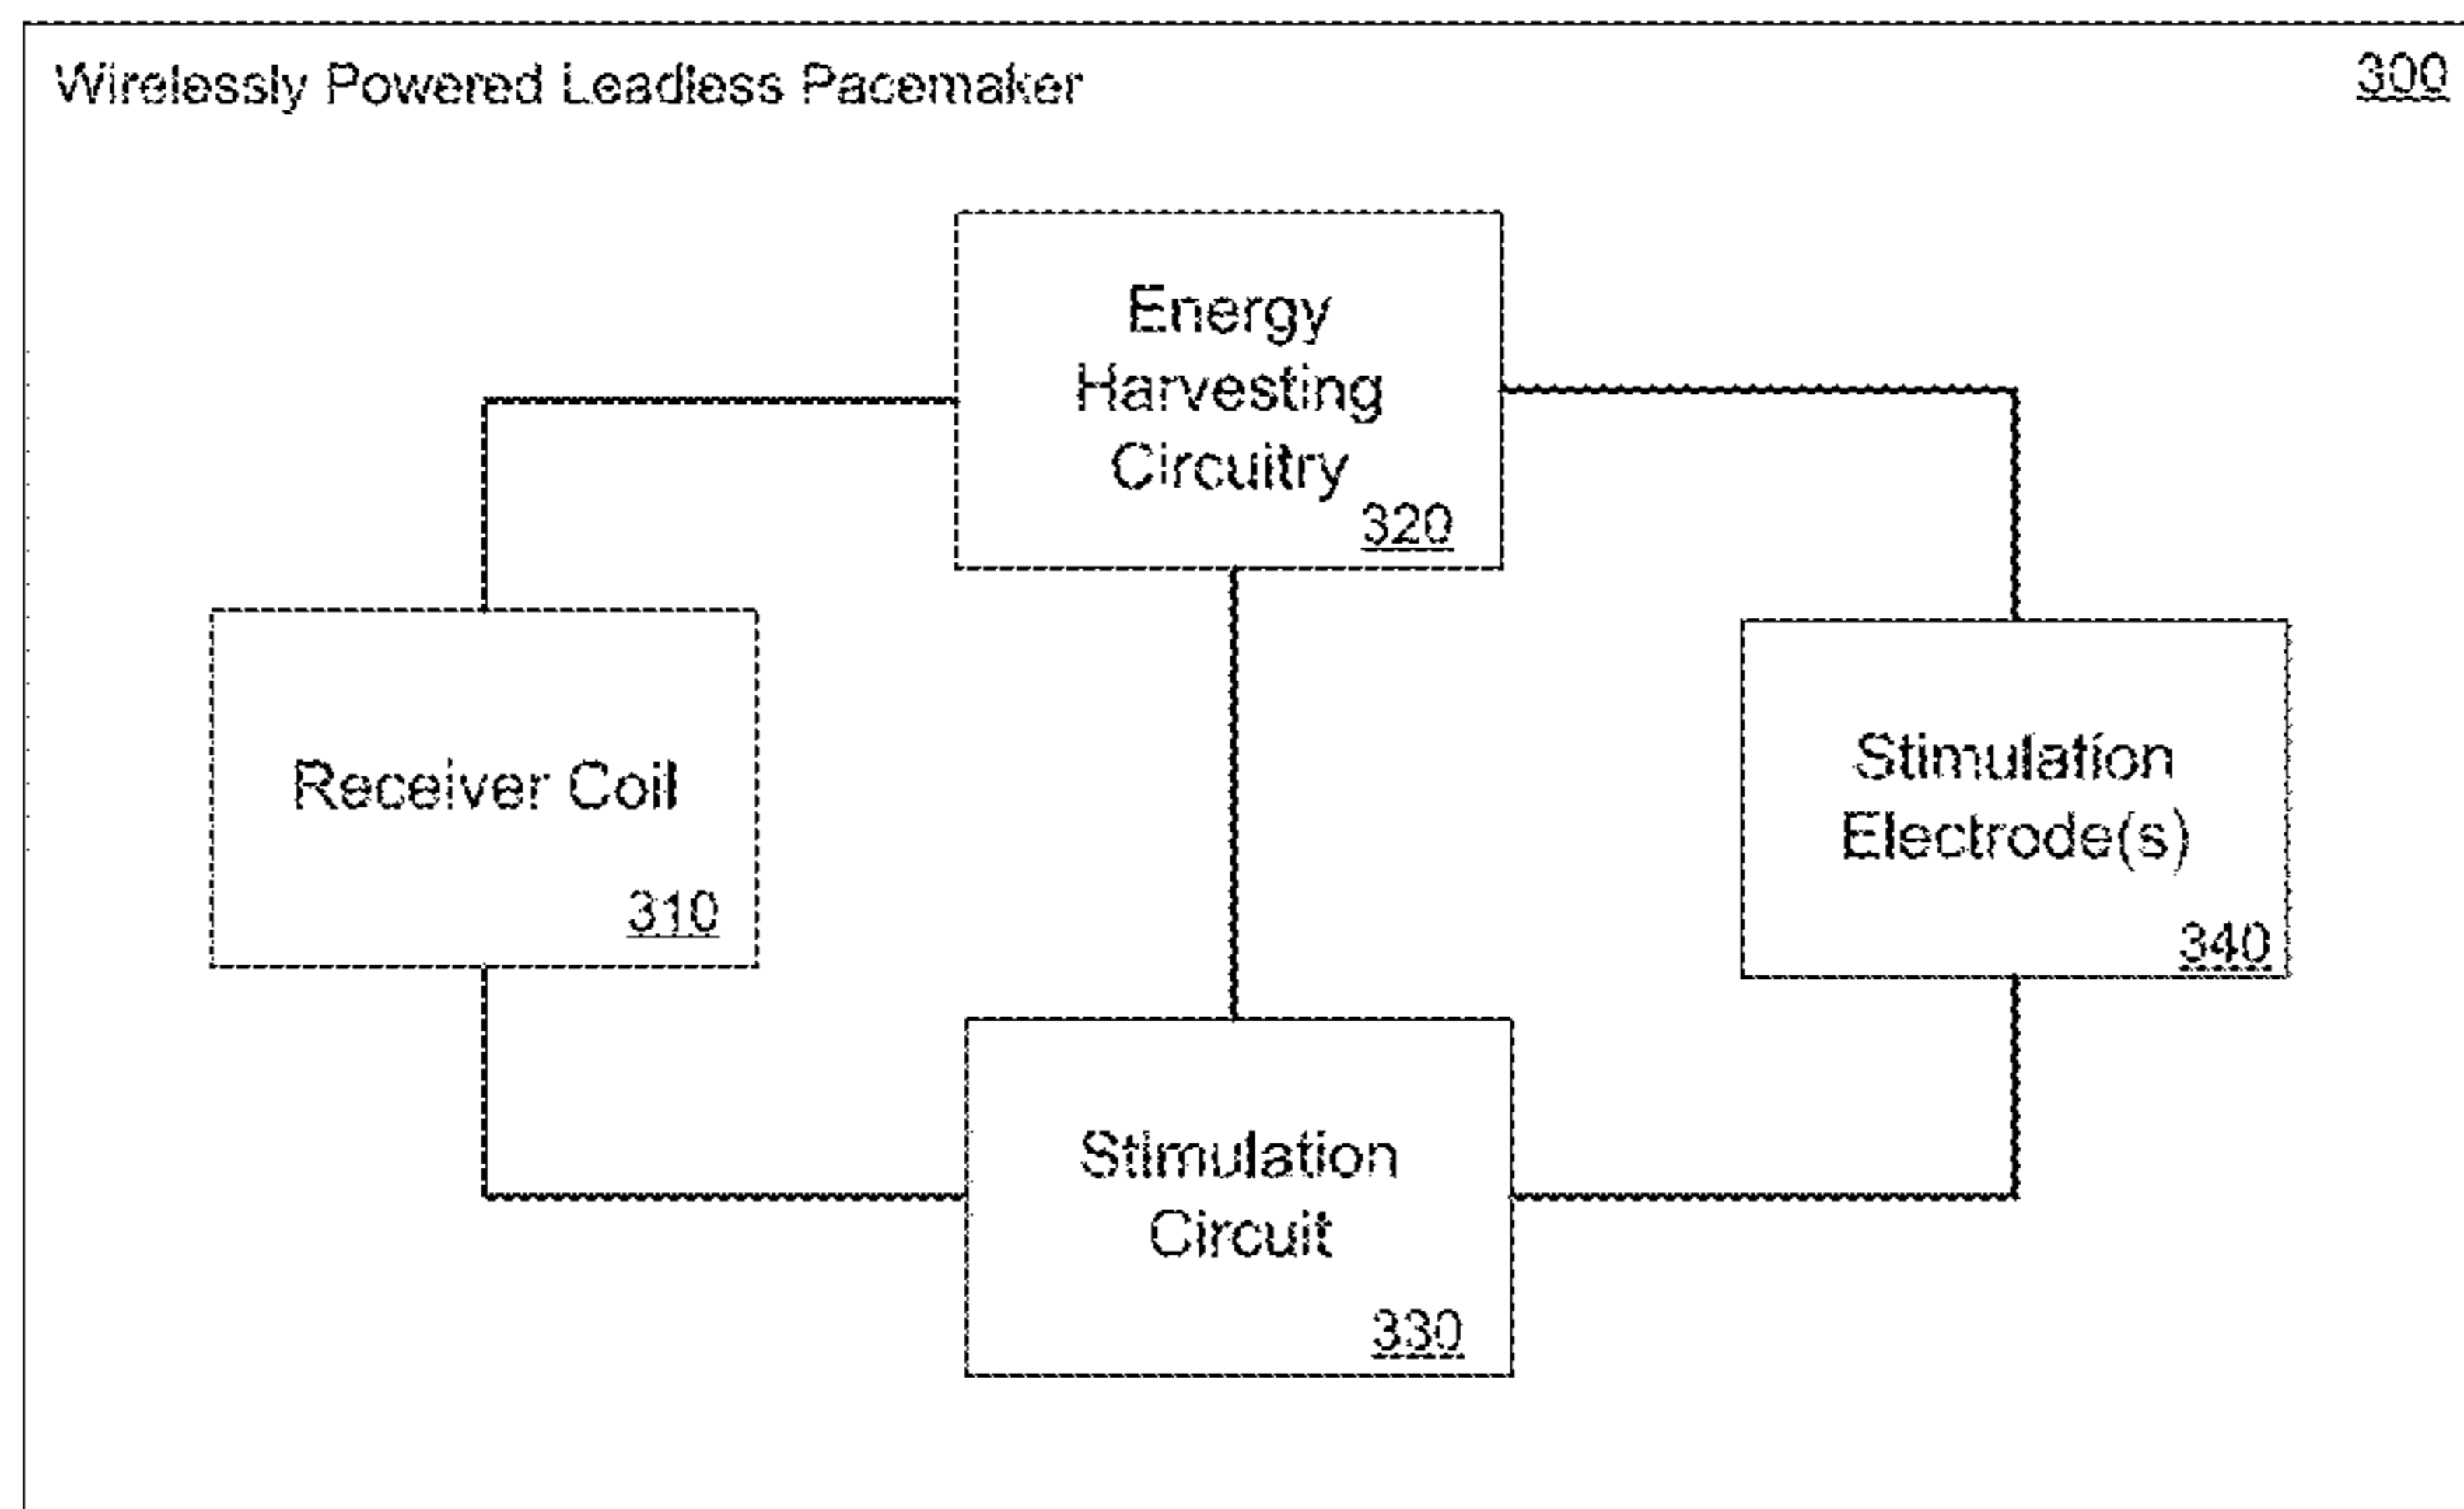 Wirelessly Powered Leadless Pacemaker 300
Energy
Harvesting
Circuitry
320
Receiver Coil
310
Stimulation
Electrode(s)
340
Stimulation
Circuit
330